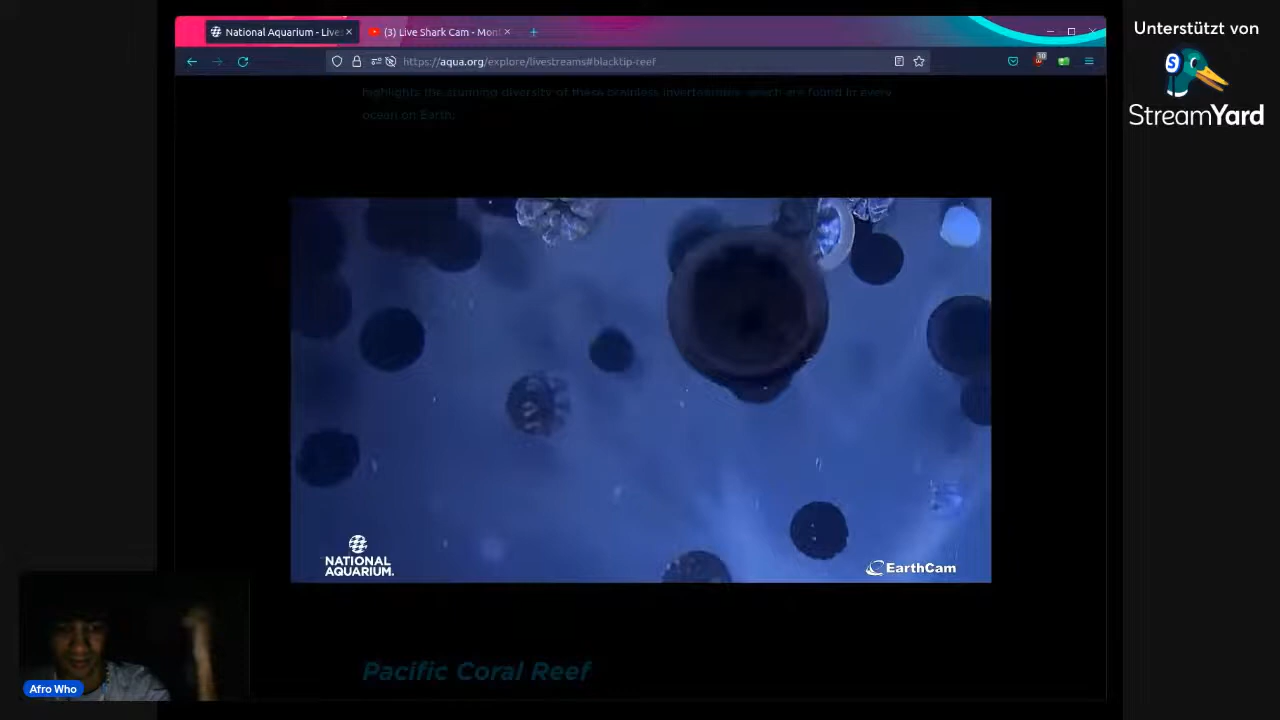 National Aquarium - Live
(3) Live Shark Cam - Mont
https://aqua.org/explore/livestreams#blacktip-reef
highlights the stunning diversity of these brainless invertebrates, which are found in every
ocean on Earth.
NATIONAL
AQUARIUM.
EarthCam
Pacific Coral Reef
Afro Who
Unterstützt von
S
StreamYard